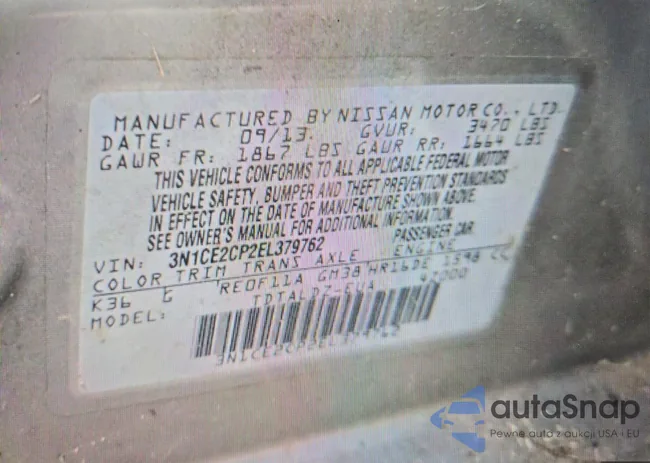 MANUFACTURED BY NISSAN MOTOR CO., LTD.
DATE: 09/13. GVWR: 3470 LBS
GAWR FR: 1867 LBS GAWR RR: 1664 LBS
THIS VEHICLE CONFORMS TO ALL APPLICABLE FEDERAL MOTOR
VEHICLE SAFETY, BUMPER AND THEFT PREVENTION STANDARDS
IN EFFECT ON THE DATE OF MANUFACTURE SHOWN ABOVE.
SEE OWNER'S MANUAL FOR ADDITIONAL INFORMATION.
VIN: 3N1CE2CP2EL379762 PASSENGER CAR
COLOR TRIM TRANS AXLE ENGINE
K36 G RE0F11A GM38 HR16DE 1598 CC
MODEL: 42000
3N1CE2CP2EL379762
autaSnap
Pewne auta z aukcji USA i EU